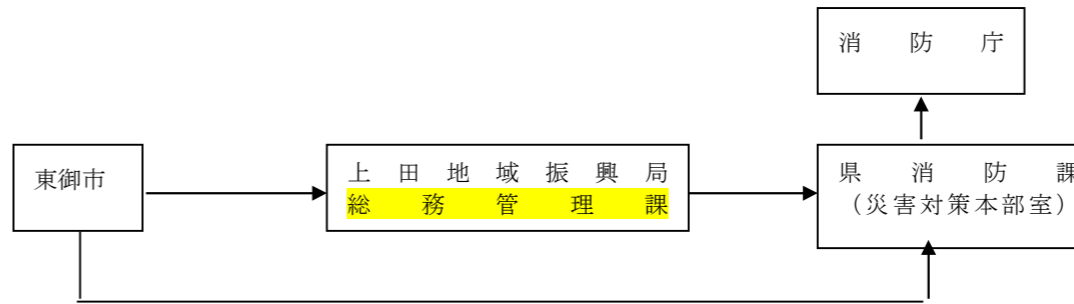 消防庁
東御市
上田地域振興局
総務管理課
県消防課
（災害対策本部室）